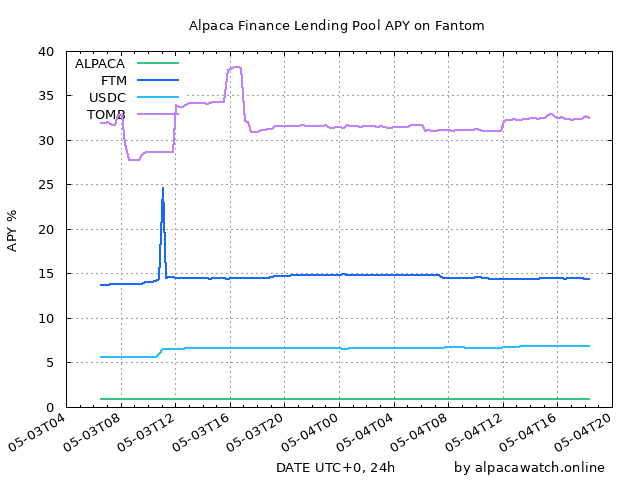 Alpaca Finance Lending Pool APY on Fantom
40
35
30
25
20
15
10
5
0
APY %
ALPACA
FTM
USDC
TOMB
05-03T04
05-03T08
05-03T12
05-03T16
05-03T20
05-04T00
05-04T04
05-04T08
05-04T12
05-04T16
05-04T20
DATE UTC+0, 24h
by alpacawatch.online